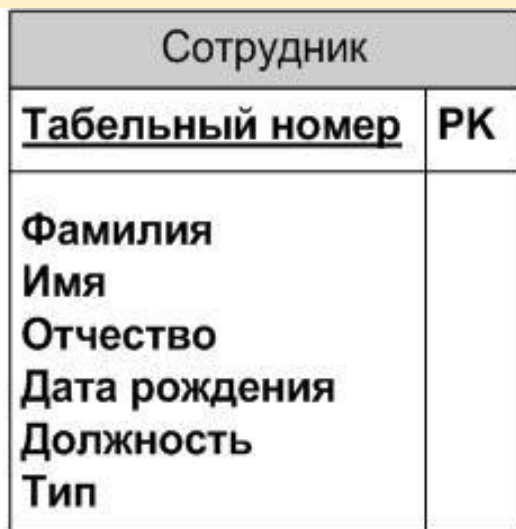 Сотрудник
Табельный номер PK
Фамилия
Имя
Отчество
Дата рождения
Должность
Тип